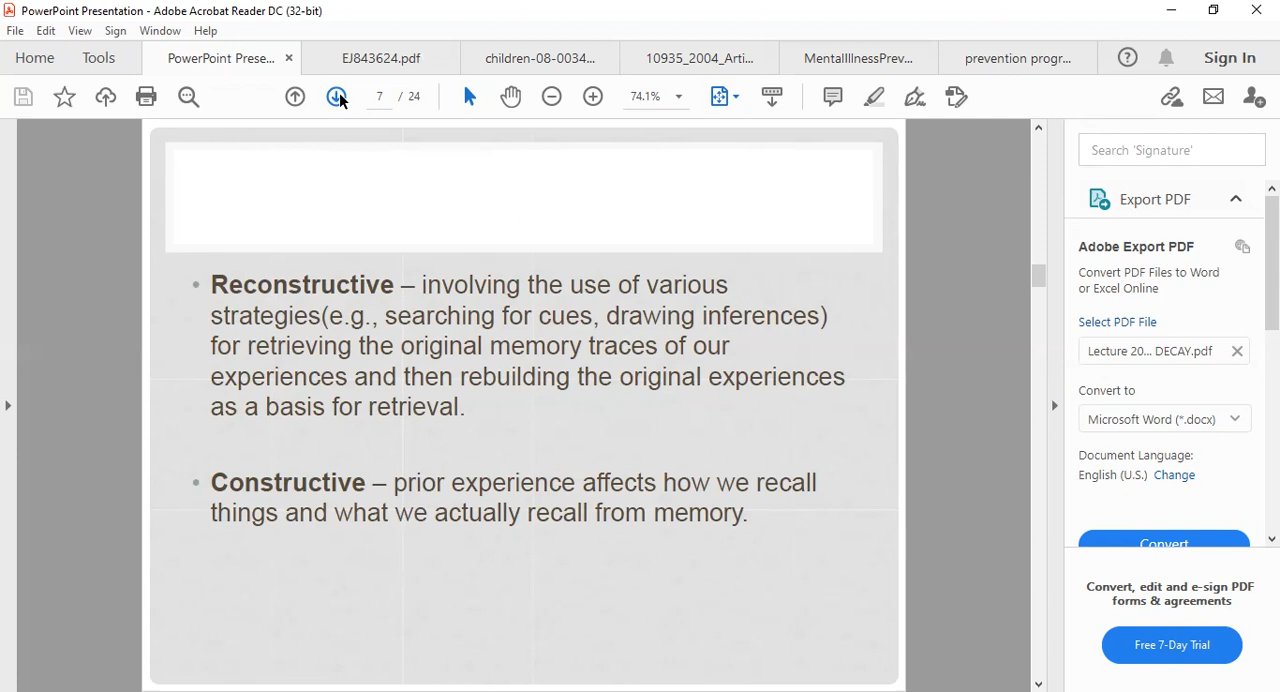 PowerPoint Presentation - Adobe Acrobat Reader DC (32-bit)
File Edit View Sign Window Help
Home Tools PowerPoint Prese... × EJ843624.pdf children-08-0034... 10935_2004_Arti... MentalIllnessPrev... prevention progr... Sign In
7 / 24 74.1%
Search 'Signature'
Export PDF
Adobe Export PDF
Convert PDF Files to Word
or Excel Online
Select PDF File
Lecture 20... DECAY.pdf
Convert to
Microsoft Word (*.docx)
Document Language:
English (U.S.) Change
Convert
Convert, edit and e-sign PDF
forms & agreements
Free 7-Day Trial
• Reconstructive – involving the use of various
strategies(e.g., searching for cues, drawing inferences)
for retrieving the original memory traces of our
experiences and then rebuilding the original experiences
as a basis for retrieval.
• Constructive – prior experience affects how we recall
things and what we actually recall from memory.